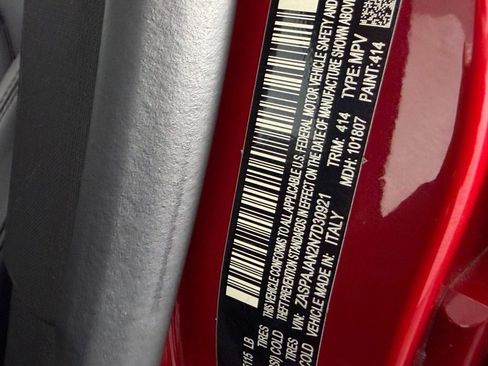 5115 LB
TIRES
COLD
THIS VEHICLE CONFORMS TO ALL APPLICABLE U.S. FEDERAL MOTOR VEHICLE SAFETY AND
THEFT PREVENTION STANDARDS IN EFFECT ON THE DATE OF MANUFACTURE SHOWN ABOVE
TIRES VIN: ZASPAJAN2N7D30921 TRIM: 414 TYPE: MPV
COLD VEHICLE MADE IN: ITALY MDH: 101807 PAINT: 414